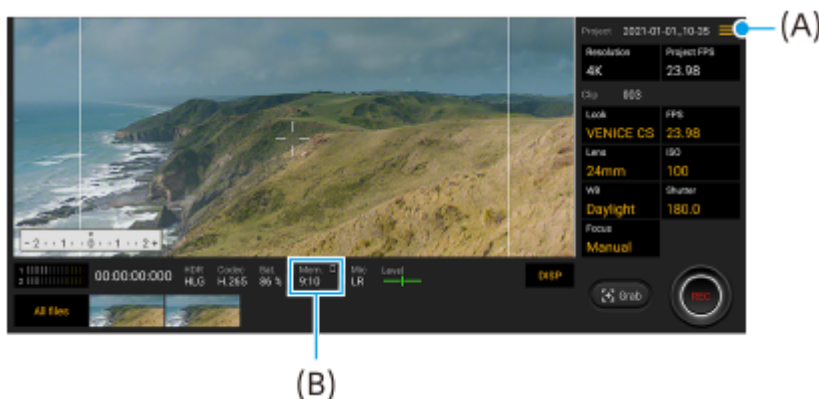 (A)
Project 2021-01-01_10-35
Resolution Project FPS
4K 23.98
Clip 003
Look FPS
VENICE CS 23.98
Lens ISO
24mm 100
WB Shutter
Daylight 180.0
Focus
Manual
-2··1··0··1··2+
1
2
00:00:00:000
HDR Codec Bat. Mem. Mic Level
HLG H.265 86 % 9:10 LR
DISP
Grab
REC
All files
(B)